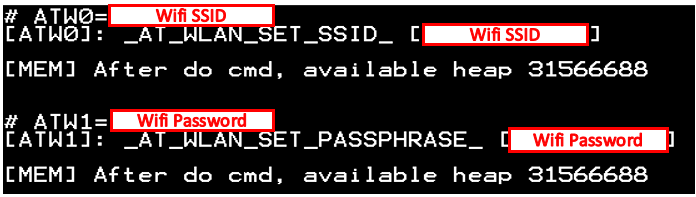 # ATW0= Wifi SSID
[ATW0]: _AT_WLAN_SET_SSID_ [ Wifi SSID ]
[MEM] After do cmd, available heap 31566688
# ATW1= Wifi Password
[ATW1]: _AT_WLAN_SET_PASSPHRASE_ [ Wifi Password ]
[MEM] After do cmd, available heap 31566688